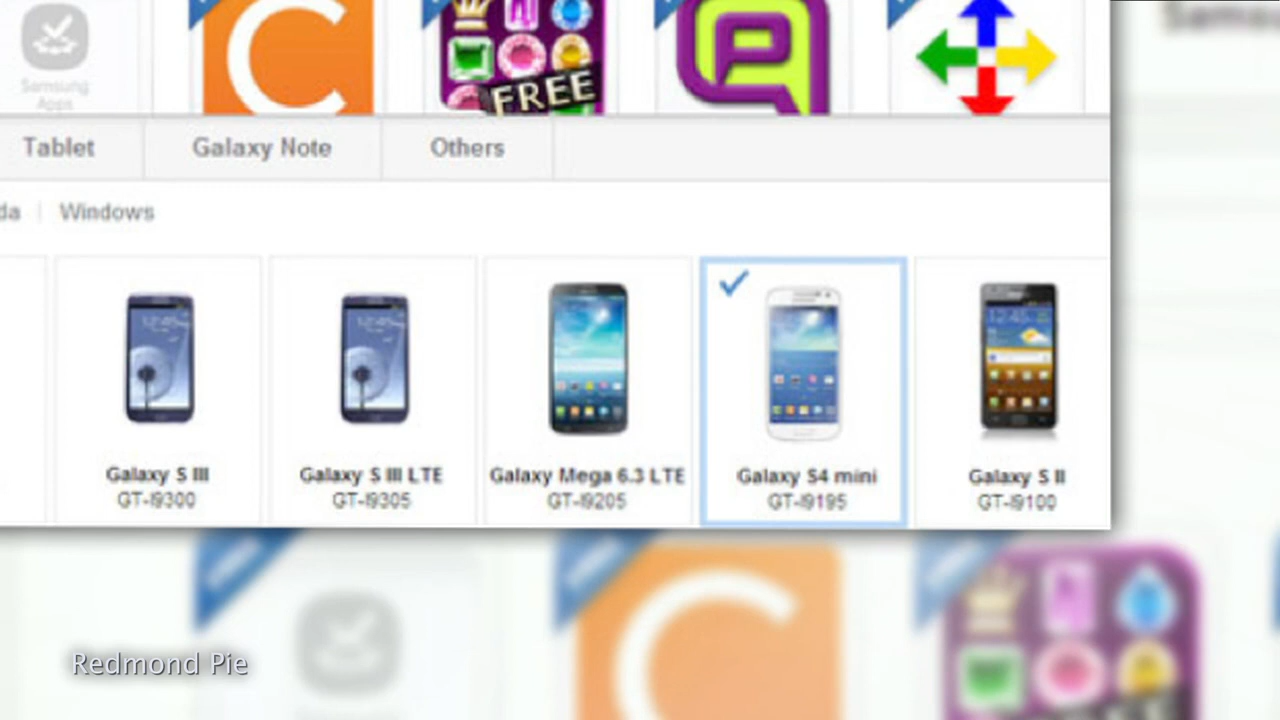 Samsung
Apps
FREE
Tablet
Galaxy Note
Others
da
Windows
Galaxy S III
GT-I9300
Galaxy S III LTE
GT-I9305
Galaxy Mega 6.3 LTE
GT-I9205
Galaxy S4 mini
GT-I9195
Galaxy S II
GT-I9100
Redmond Pie